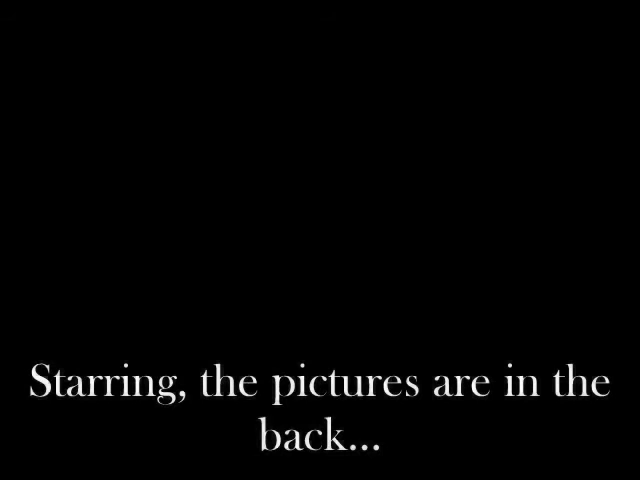 Starring, the pictures are in the
back...